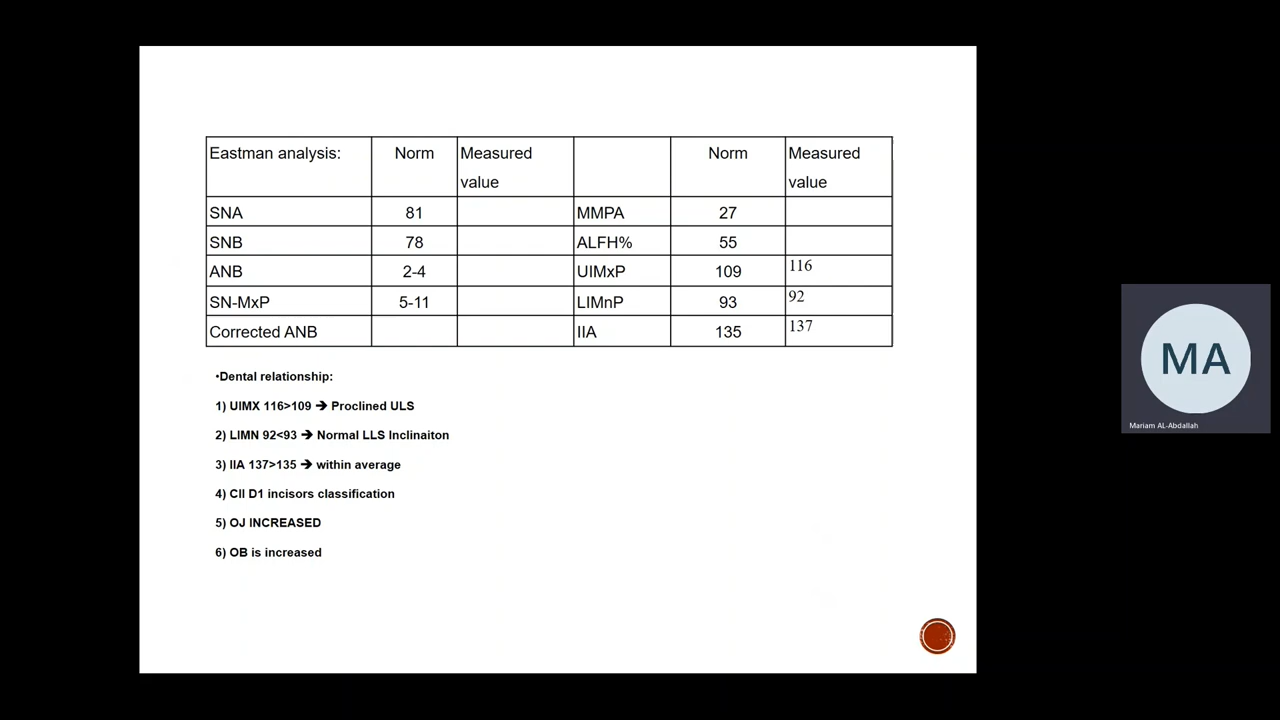 Eastman analysis: Norm Measured value Norm Measured value
SNA 81 MMPA 27
SNB 78 ALFH% 55
ANB 2-4 UIMxP 109 116
SN-MxP 5-11 LIMnP 93 92
Corrected ANB IIA 135 137
•Dental relationship:
1) UIMX 116>109 ➔ Proclined ULS
2) LIMN 92<93 ➔ Normal LLS Inclinaiton
3) IIA 137>135 ➔ within average
4) CII D1 incisors classification
5) OJ INCREASED
6) OB is increased
MA
Mariam AL-Abdallah